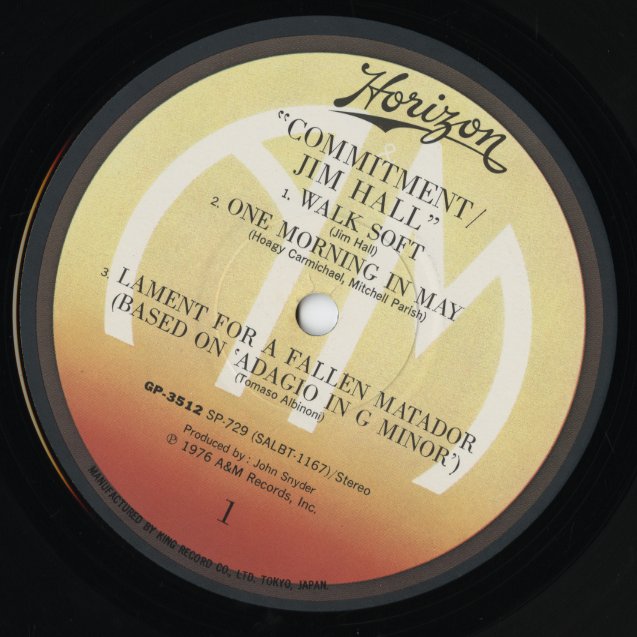 Horizon
"COMMITMENT/
JIM HALL"
1. WALK SOFT
(Jim Hall)
2. ONE MORNING IN MAY
(Hoagy Carmichael, Mitchell Parish)
3. LAMENT FOR A FALLEN MATADOR
(BASED ON 'ADAGIO IN G MINOR')
(Tomaso Albinoni)
GP-3512 SP-729 (SALBT-1167)/Stereo
Produced by: John Snyder
℗ 1976 A&M Records, Inc.
1
MANUFACTURED BY KING RECORD CO., LTD. TOKYO, JAPAN.